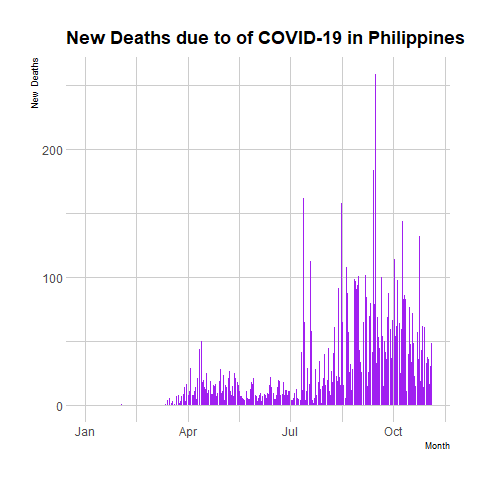 New Deaths due to of COVID-19 in Philippines
New Deaths
200
100
0
Jan Apr Jul Oct
Month